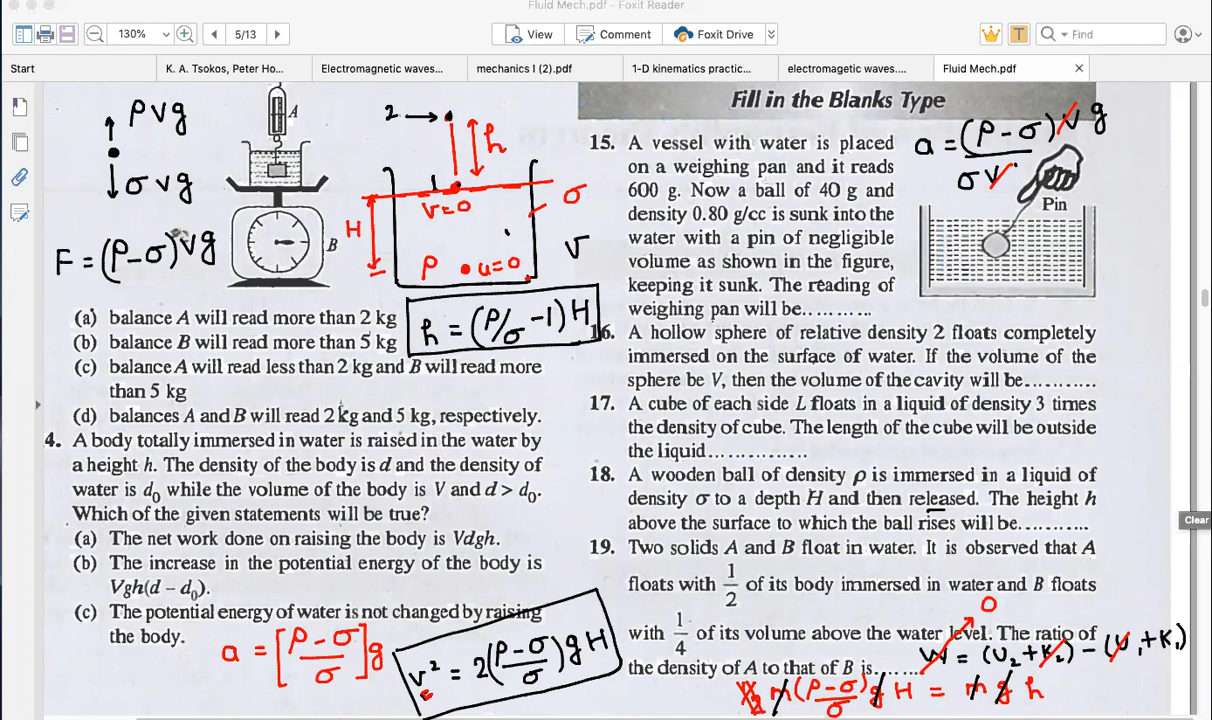 Fluid Mech.pdf - Foxit Reader
130%
5/13
View
Comment
Foxit Drive
T
Find
Start
K. A. Tsokos, Peter Ho...
Electromagnetic waves...
mechanics I (2).pdf
1-D kinematics practic...
electromagetic waves....
Fluid Mech.pdf
ρvg
σvg
F = (ρ-σ)vg
A
B
2
h
1
v=0
σ
H
ρ
u=0
v
h = (ρ/σ -1) H
(a) balance A will read more than 2 kg
(b) balance B will read more than 5 kg
(c) balance A will read less than 2 kg and B will read more
than 5 kg
(d) balances A and B will read 2 kg and 5 kg, respectively.
4. A body totally immersed in water is raised in the water by
a height h. The density of the body is d and the density of
water is d₀ while the volume of the body is V and d > d₀.
Which of the given statements will be true?
(a) The net work done on raising the body is Vdgh.
(b) The increase in the potential energy of the body is
Vgh(d – d₀).
(c) The potential energy of water is not changed by raising
the body.
a = [ρ-σ/σ]g
v² = 2(ρ-σ/σ)gH
Fill in the Blanks Type
a = (ρ-σ)vg/σv
Pin
15. A vessel with water is placed
on a weighing pan and it reads
600 g. Now a ball of 40 g and
density 0.80 g/cc is sunk into the
water with a pin of negligible
volume as shown in the figure,
keeping it sunk. The reading of
weighing pan will be..........
16. A hollow sphere of relative density 2 floats completely
immersed on the surface of water. If the volume of the
sphere be V, then the volume of the cavity will be...........
17. A cube of each side L floats in a liquid of density 3 times
the density of cube. The length of the cube will be outside
the liquid..............
18. A wooden ball of density ρ is immersed in a liquid of
density σ to a depth H and then released. The height h
above the surface to which the ball rises will be...........
19. Two solids A and B float in water. It is observed that A
floats with 1/2 of its body immersed in water and B floats
with 1/4 of its volume above the water level. The ratio of
the density of A to that of B is........
0
W = (U₂+K₂) - (U₁+K₁)
m(ρ-σ)/σ g H = m g h
Clear